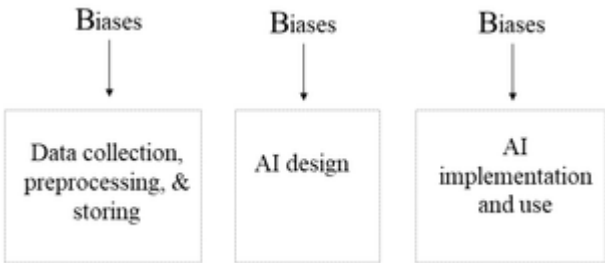 Biases
Biases
Biases
Data collection,
preprocessing, &
storing
AI design
AI
implementation
and use